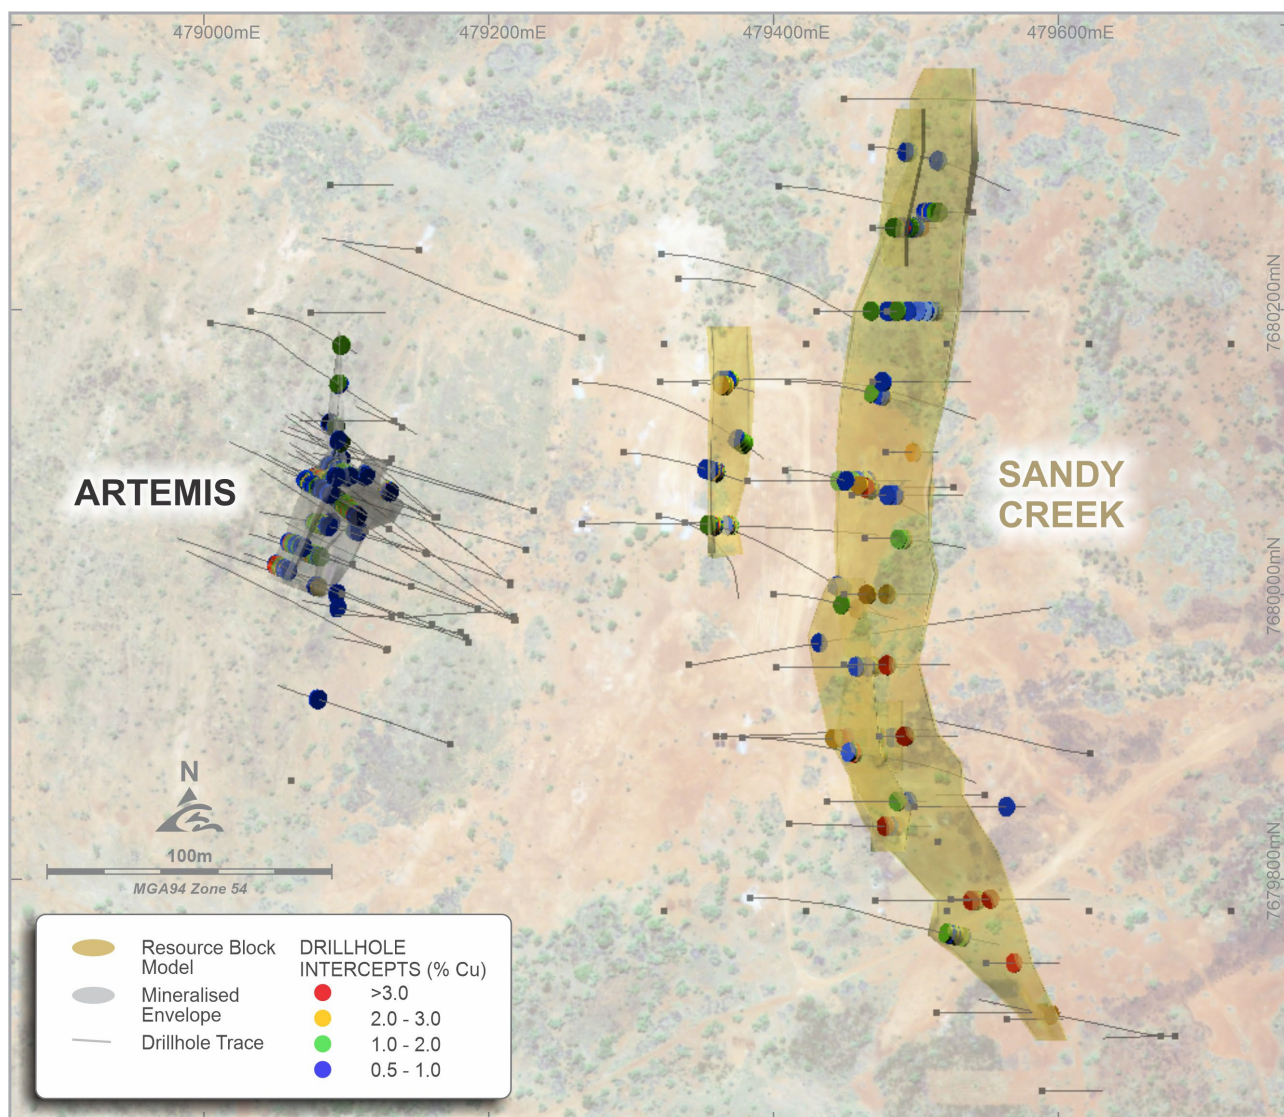 479000mE
479200mE
479400mE
479600mE
7680200mN
ARTEMIS
SANDY
CREEK
7680000mN
N
100m
MGA94 Zone 54
7679800mN
Resource Block
Model
Mineralised
Envelope
Drillhole Trace
DRILLHOLE
INTERCEPTS (% Cu)
>3.0
2.0 - 3.0
1.0 - 2.0
0.5 - 1.0